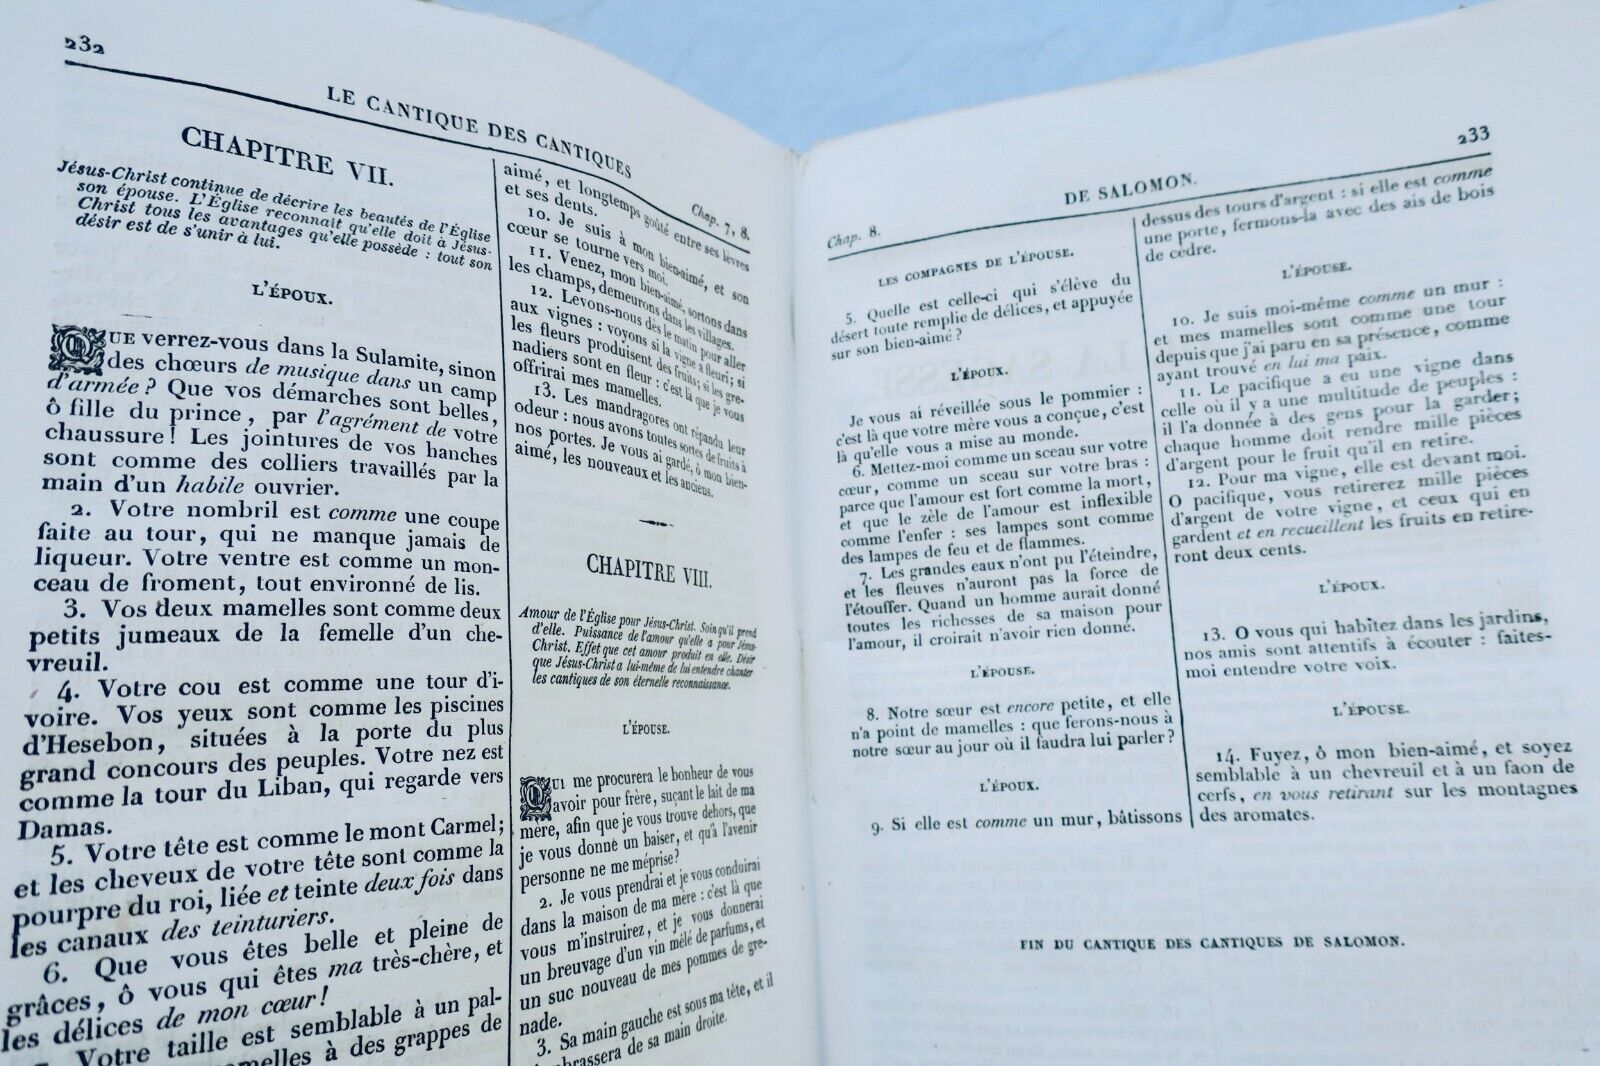 232
LE CANTIQUE DES CANTIQUES
Chap. 7, 8.
CHAPITRE VII.
Jésus-Christ continue de décrire les beautés de l'Église
son épouse. L'Église reconnait qu'elle doit à Jésus-
Christ tous les avantages qu'elle possède : tout son
désir est de s'unir à lui.
L'ÉPOUX.
QUE verrez-vous dans la Sulamite, sinon
des chœurs de musique dans un camp
d'armée ? Que vos démarches sont belles,
ô fille du prince, par l'agrément de votre
chaussure ! Les jointures de vos hanches
sont comme des colliers travaillés par la
main d'un habile ouvrier.
2. Votre nombril est comme une coupe
faite au tour, qui ne manque jamais de
liqueur. Votre ventre est comme un mon-
ceau de froment, tout environné de lis.
3. Vos deux mamelles sont comme deux
petits jumeaux de la femelle d'un che-
vreuil.
4. Votre cou est comme une tour d'i-
voire. Vos yeux sont comme les piscines
d'Hesebon, situées à la porte du plus
grand concours des peuples. Votre nez est
comme la tour du Liban, qui regarde vers
Damas.
5. Votre tête est comme le mont Carmel ;
et les cheveux de votre tête sont comme la
pourpre du roi, liée et teinte deux fois dans
les canaux des teinturiers.
6. Que vous êtes belle et pleine de
grâces, ô vous qui êtes ma très-chère, et
les délices de mon cœur !
Votre taille est semblable à un pal-
à des grappes de
aimé, et longtemps goûté entre ses lèvres
et ses dents.
10. Je suis à mon bien-aimé, et son
cœur se tourne vers moi.
11. Venez, mon bien-aimé, sortons dans
les champs, demeurons dans les villages.
12. Levons-nous dès le matin pour aller
aux vignes : voyons si la vigne a fleuri ; si
les fleurs produisent des fruits ; si les gre-
nadiers sont en fleur : c'est là que je vous
offrirai mes mamelles.
13. Les mandragores ont répandu leur
odeur : nous avons toutes sortes de fruits à
nos portes. Je vous ai gardé, ô mon bien-
aimé, les nouveaux et les anciens.
CHAPITRE VIII.
Amour de l'Église pour Jésus-Christ. Soin qu'il prend
d'elle. Puissance de l'amour qu'elle a pour Jésus-
Christ. Effet que cet amour produit en elle. Désir
que Jésus-Christ a lui-même de lui entendre chanter
les cantiques de son éternelle reconnaissance.
L'ÉPOUSE.
QUI me procurera le bonheur de vous
avoir pour frère, suçant le lait de ma
mère, afin que je vous trouve dehors, que
je vous donne un baiser, et qu'à l'avenir
personne ne me méprise ?
2. Je vous prendrai et je vous conduirai
dans la maison de ma mère : c'est là que
vous m'instruirez, et je vous donnerai
un breuvage d'un vin mêlé de parfums, et
un suc nouveau de mes pommes de gre-
nade.
3. Sa main gauche est sous ma tête, et il
m'embrassera de sa main droite.
233
DE SALOMON.
Chap. 8.
LES COMPAGNES DE L'ÉPOUSE.
5. Quelle est celle-ci qui s'élève du
désert toute remplie de délices, et appuyée
sur son bien-aimé ?
L'ÉPOUX.
Je vous ai réveillée sous le pommier :
c'est là que votre mère vous a conçue, c'est
là qu'elle vous a mise au monde.
6. Mettez-moi comme un sceau sur votre
cœur, comme un sceau sur votre bras :
parce que l'amour est fort comme la mort,
et que le zèle de l'amour est inflexible
comme l'enfer : ses lampes sont comme
des lampes de feu et de flammes.
7. Les grandes eaux n'ont pu l'éteindre,
et les fleuves n'auront pas la force de
l'étouffer. Quand un homme aurait donné
toutes les richesses de sa maison pour
l'amour, il croirait n'avoir rien donné.
L'ÉPOUSE.
8. Notre sœur est encore petite, et elle
n'a point de mamelles : que ferons-nous à
notre sœur au jour où il faudra lui parler ?
L'ÉPOUX.
9. Si elle est comme un mur, bâtissons
dessus des tours d'argent : si elle est comme
une porte, fermons-la avec des ais de bois
de cèdre.
L'ÉPOUSE.
10. Je suis moi-même comme un mur :
et mes mamelles sont comme une tour
depuis que j'ai paru en sa présence, comme
ayant trouvé en lui ma paix.
11. Le pacifique a eu une vigne dans
celle où il y a une multitude de peuples :
il l'a donnée à des gens pour la garder ;
chaque homme doit rendre mille pièces
d'argent pour le fruit qu'il en retire.
12. Pour ma vigne, elle est devant moi.
O pacifique, vous retirerez mille pièces
d'argent de votre vigne, et ceux qui en
gardent et en recueillent les fruits en retire-
ront deux cents.
L'ÉPOUX.
13. O vous qui habitez dans les jardins,
nos amis sont attentifs à écouter : faites-
moi entendre votre voix.
L'ÉPOUSE.
14. Fuyez, ô mon bien-aimé, et soyez
semblable à un chevreuil et à un faon de
cerfs, en vous retirant sur les montagnes
des aromates.
FIN DU CANTIQUE DES CANTIQUES DE SALOMON.